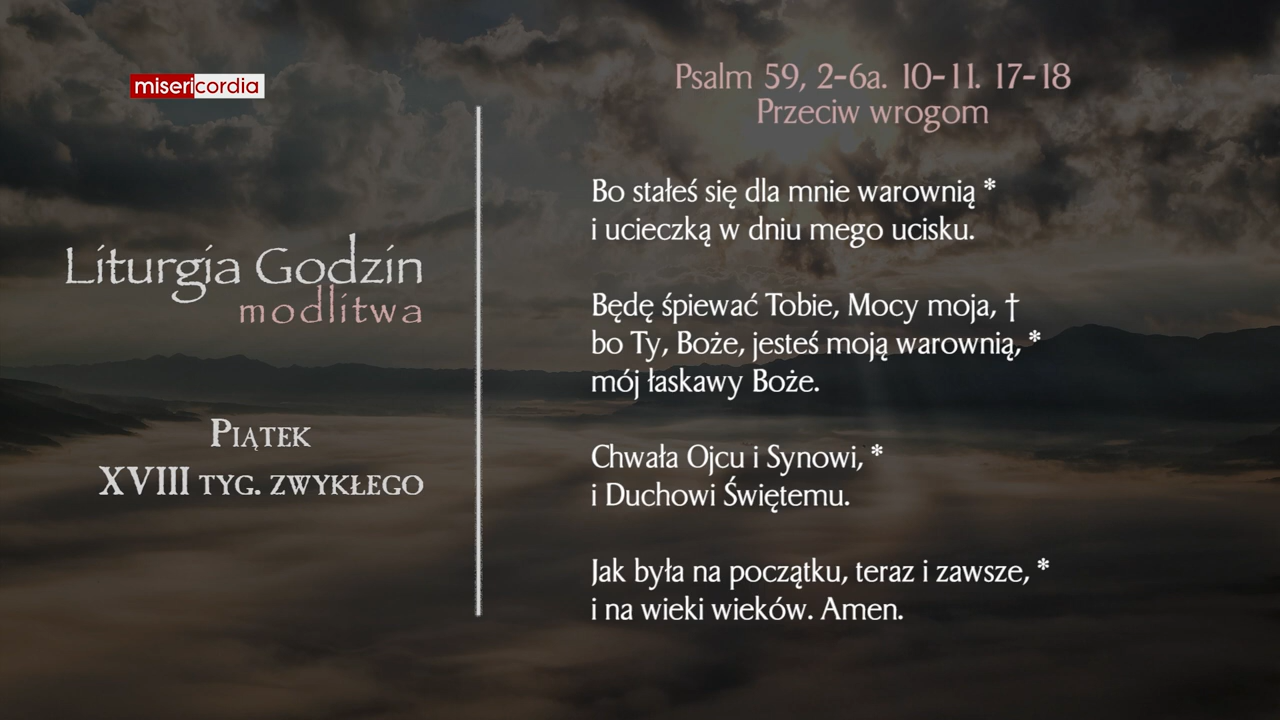 misericordia
Liturgia Godzin
modlitwa
Piątek
XVIII tyg. zwykłego
Psalm 59, 2-6a. 10-11. 17-18
Przeciw wrogom
Bo stałeś się dla mnie warownią *
i ucieczką w dniu mego ucisku.
Będę śpiewać Tobie, Mocy moja, †
bo Ty, Boże, jesteś moją warownią, *
mój łaskawy Boże.
Chwała Ojcu i Synowi, *
i Duchowi Świętemu.
Jak była na początku, teraz i zawsze, *
i na wieki wieków. Amen.